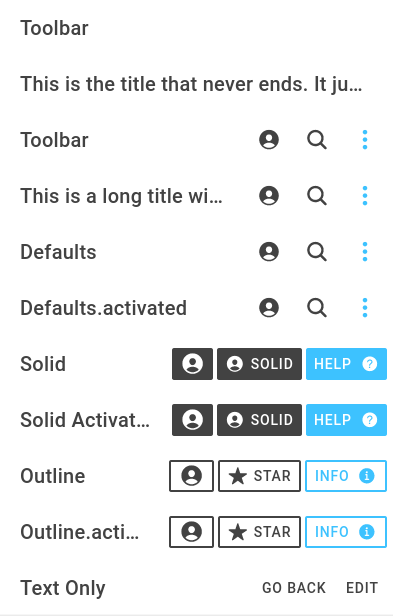 Toolbar
This is the title that never ends. It ju...
Toolbar
This is a long title wi...
Defaults
Defaults.activated
Solid SOLID HELP ?
Solid Activat... SOLID HELP ?
Outline STAR INFO i
Outline.acti... STAR INFO i
Text Only GO BACK EDIT